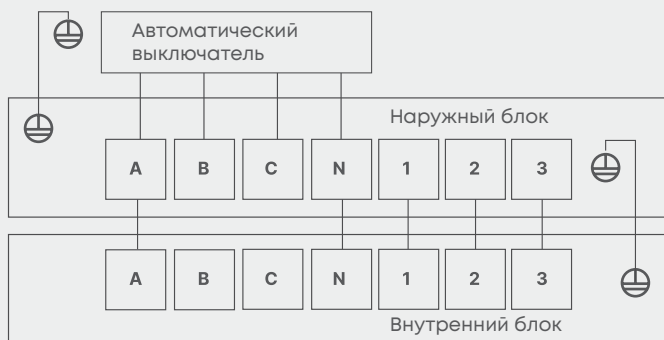 Автоматический
выключатель
Наружный блок
A B C N 1 2 3
A B C N 1 2 3
Внутренний блок